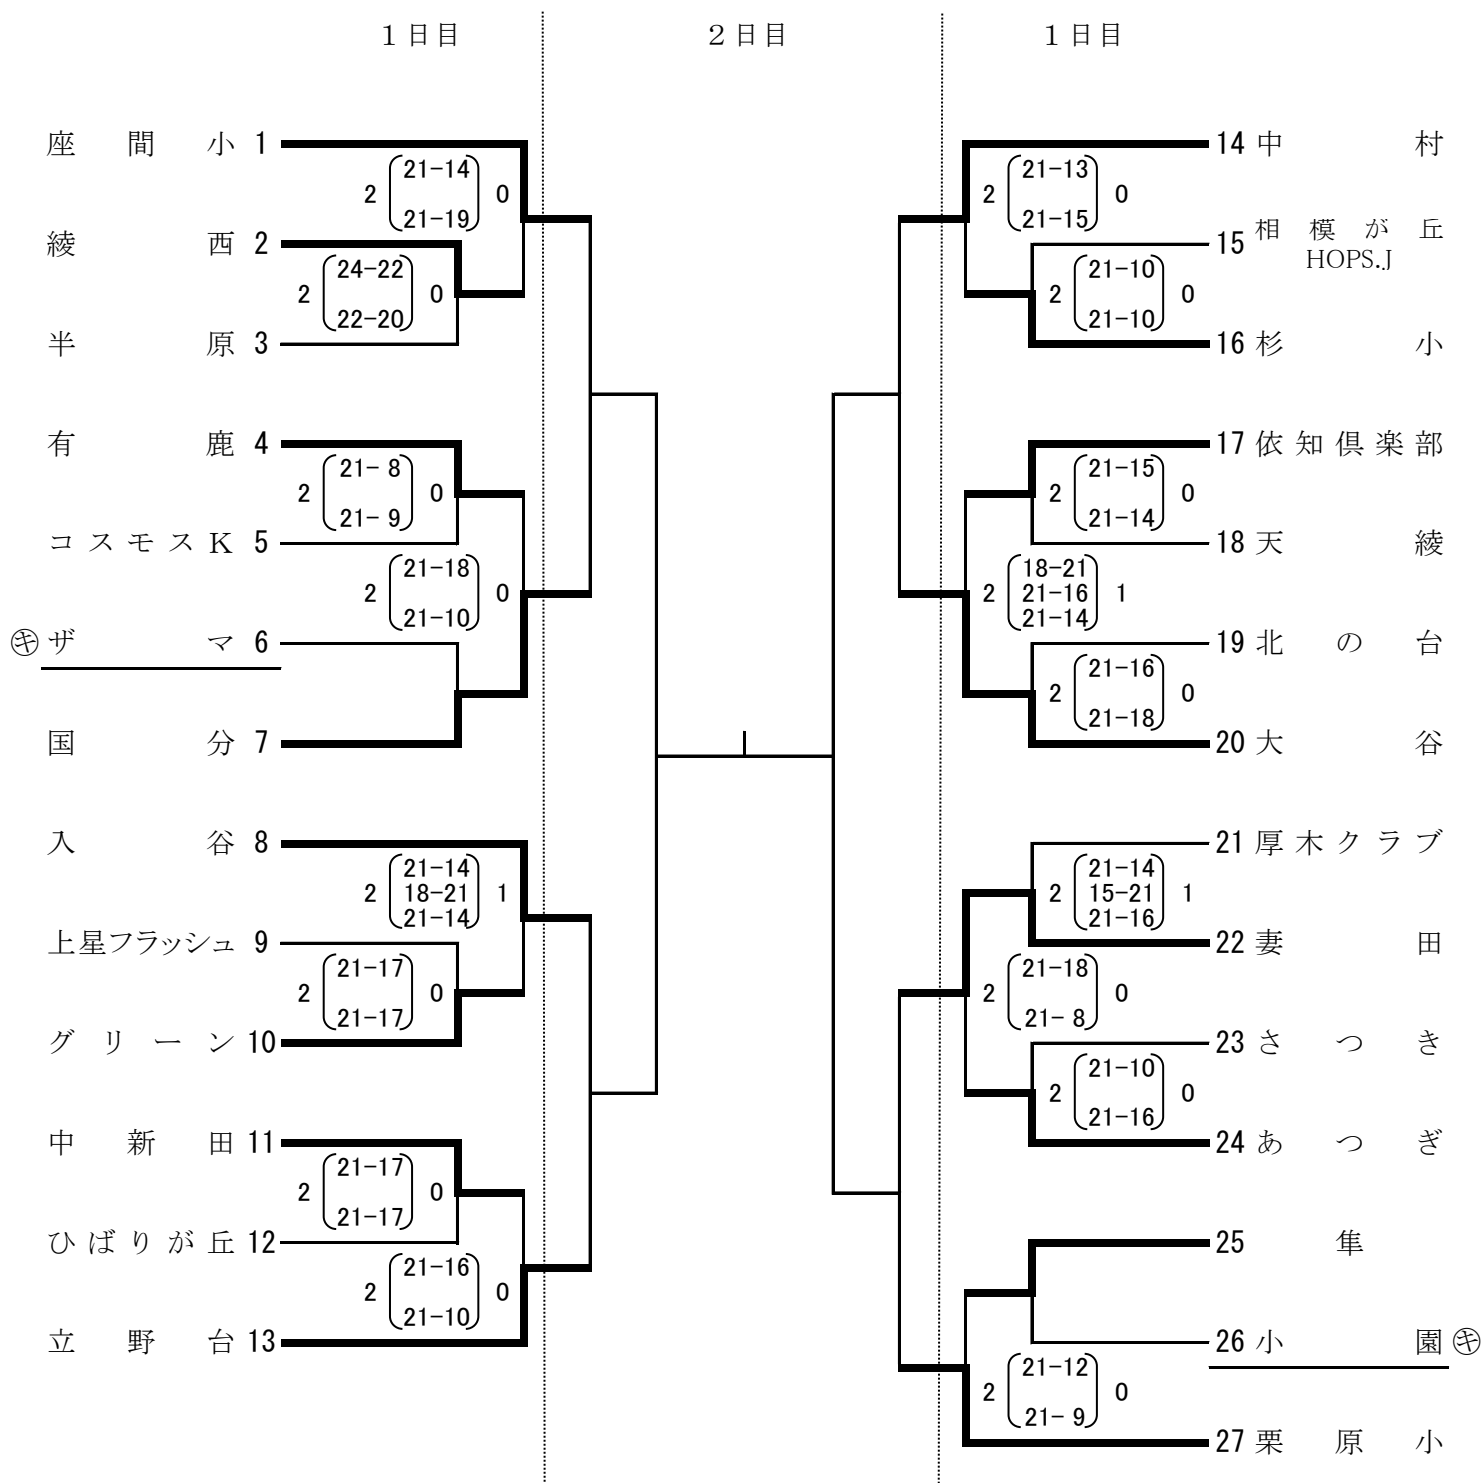 1日目 2日目 1日目
座間小 1
2 21-14 21-19 0
綾西 2
2 24-22 22-20 0
半原 3
有鹿 4
2 21- 8 21- 9 0
コスモスK 5
2 21-18 21-10 0
㋖ ザマ 6
国分 7
入谷 8
2 21-14 18-21 21-14 1
上星フラッシュ 9
2 21-17 21-17 0
グリーン 10
中新田 11
2 21-17 21-17 0
ひばりが丘 12
2 21-16 21-10 0
立野台 13
14 中村
2 21-13 21-15 0
15 相模が丘
HOPS.J
2 21-10 21-10 0
16 杉小
17 依知倶楽部
2 21-15 21-14 0
18 天綾
2 18-21 21-16 21-14 1
19 北の台
2 21-16 21-18 0
20 大谷
21 厚木クラブ
2 21-14 15-21 21-16 1
22 妻田
2 21-18 21- 8 0
23 さつき
2 21-10 21-16 0
24 あつぎ
25 隼
26 小園 ㋖
2 21-12 21- 9 0
27 栗原小